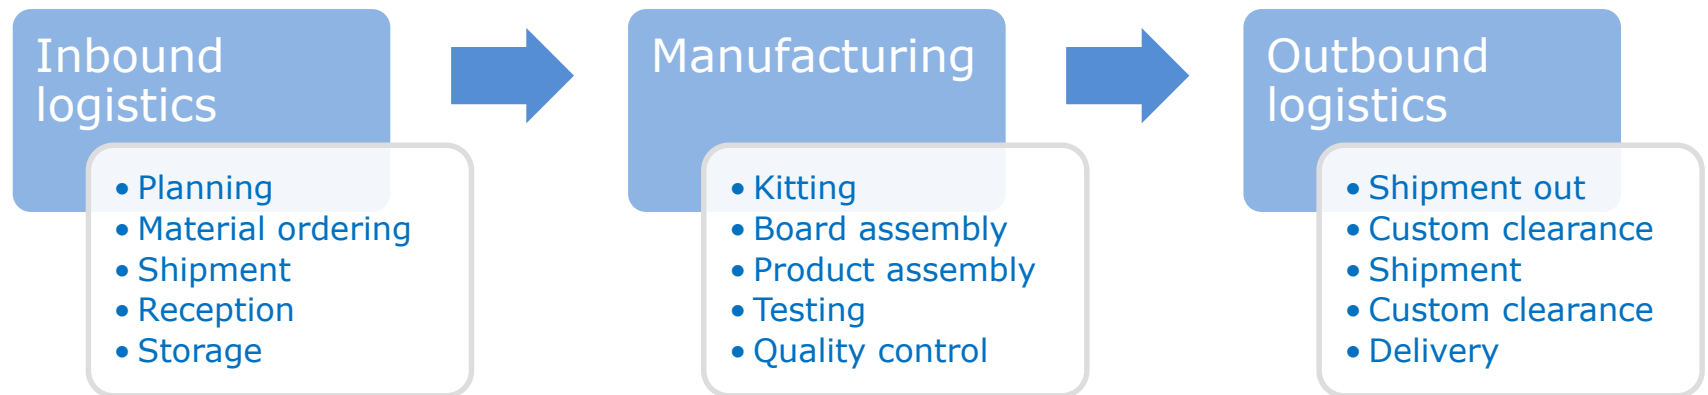 Inbound
logistics
• Planning
• Material ordering
• Shipment
• Reception
• Storage
Manufacturing
• Kitting
• Board assembly
• Product assembly
• Testing
• Quality control
Outbound
logistics
• Shipment out
• Custom clearance
• Shipment
• Custom clearance
• Delivery